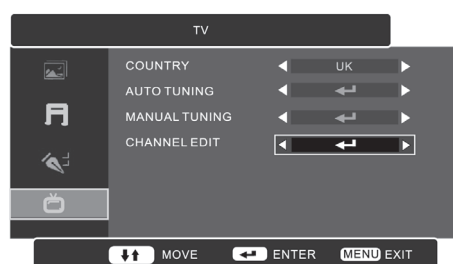 TV
COUNTRY UK
AUTO TUNING
MANUAL TUNING
CHANNEL EDIT
MOVE ENTER MENU EXIT